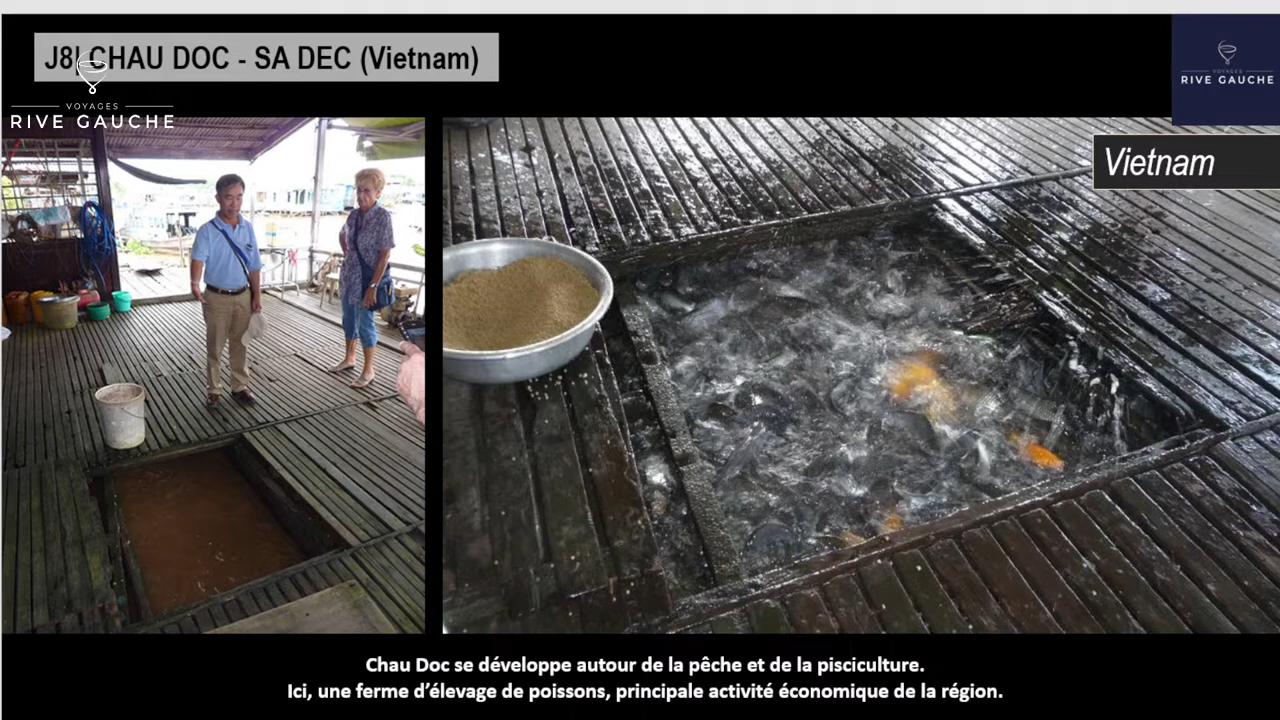 J8| CHAU DOC - SA DEC (Vietnam)
VOYAGES
RIVE GAUCHE
VOYAGES
RIVE GAUCHE
Vietnam
Chau Doc se développe autour de la pêche et de la pisciculture.
Ici, une ferme d’élevage de poissons, principale activité économique de la région.